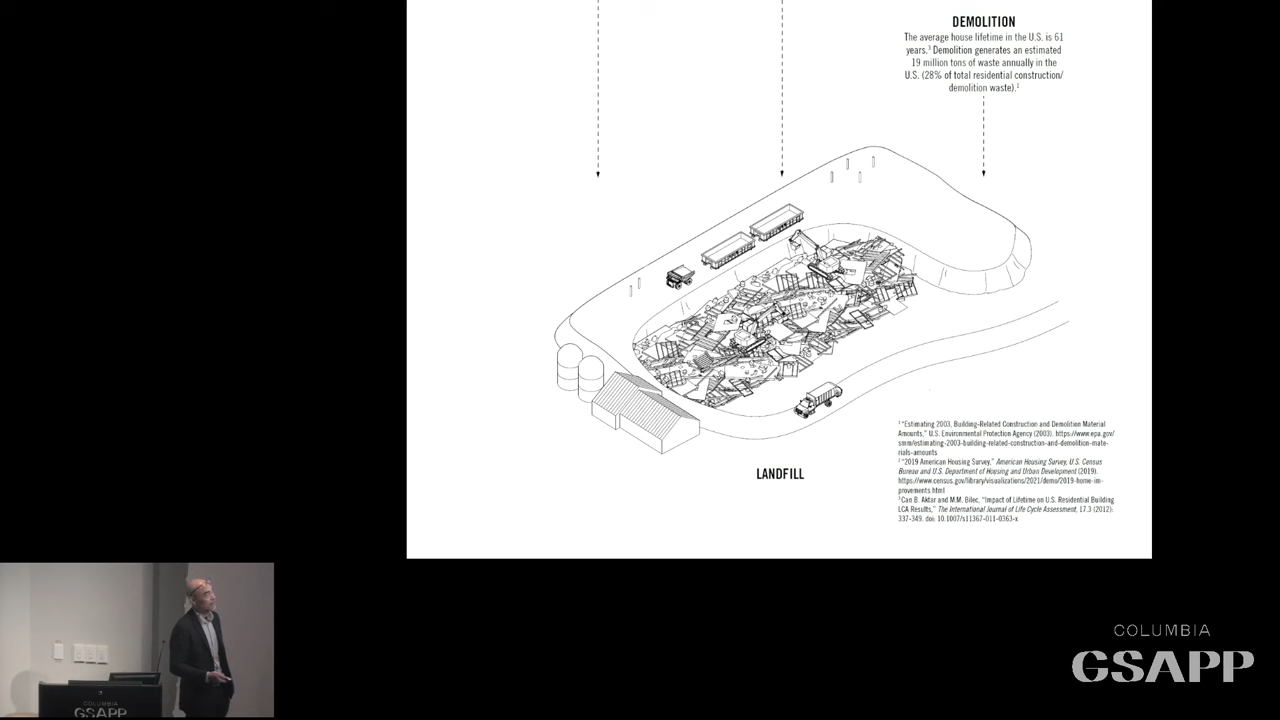 DEMOLITION
The average house lifetime in the U.S. is 61
years.³ Demolition generates an estimated
19 million tons of waste annually in the
U.S. (28% of total residential construction/
demolition waste).¹
¹ "Estimating 2003, Building-Related Construction and Demolition Material
Amounts," U.S. Environmental Protection Agency (2003). https://www.epa.gov/
smm/estimating-2003-building-related-construction-and-demolition-mate-
rials-amounts
² "2019 American Housing Survey," American Housing Survey, U.S. Census
Bureau and U.S. Department of Housing and Urban Development (2019).
https://www.census.gov/library/visualizations/2021/demo/2019-home-im-
provements.html
³ Can B. Aktar and M.M. Bilec, "Impact of Lifetime on U.S. Residential Building
LCA Results," The International Journal of Life Cycle Assessment, 17.3 (2012):
337-349. doi: 10.1007/s11367-011-0363-x
LANDFILL
COLUMBIA
GSAPP
COLUMBIA
GSAPP